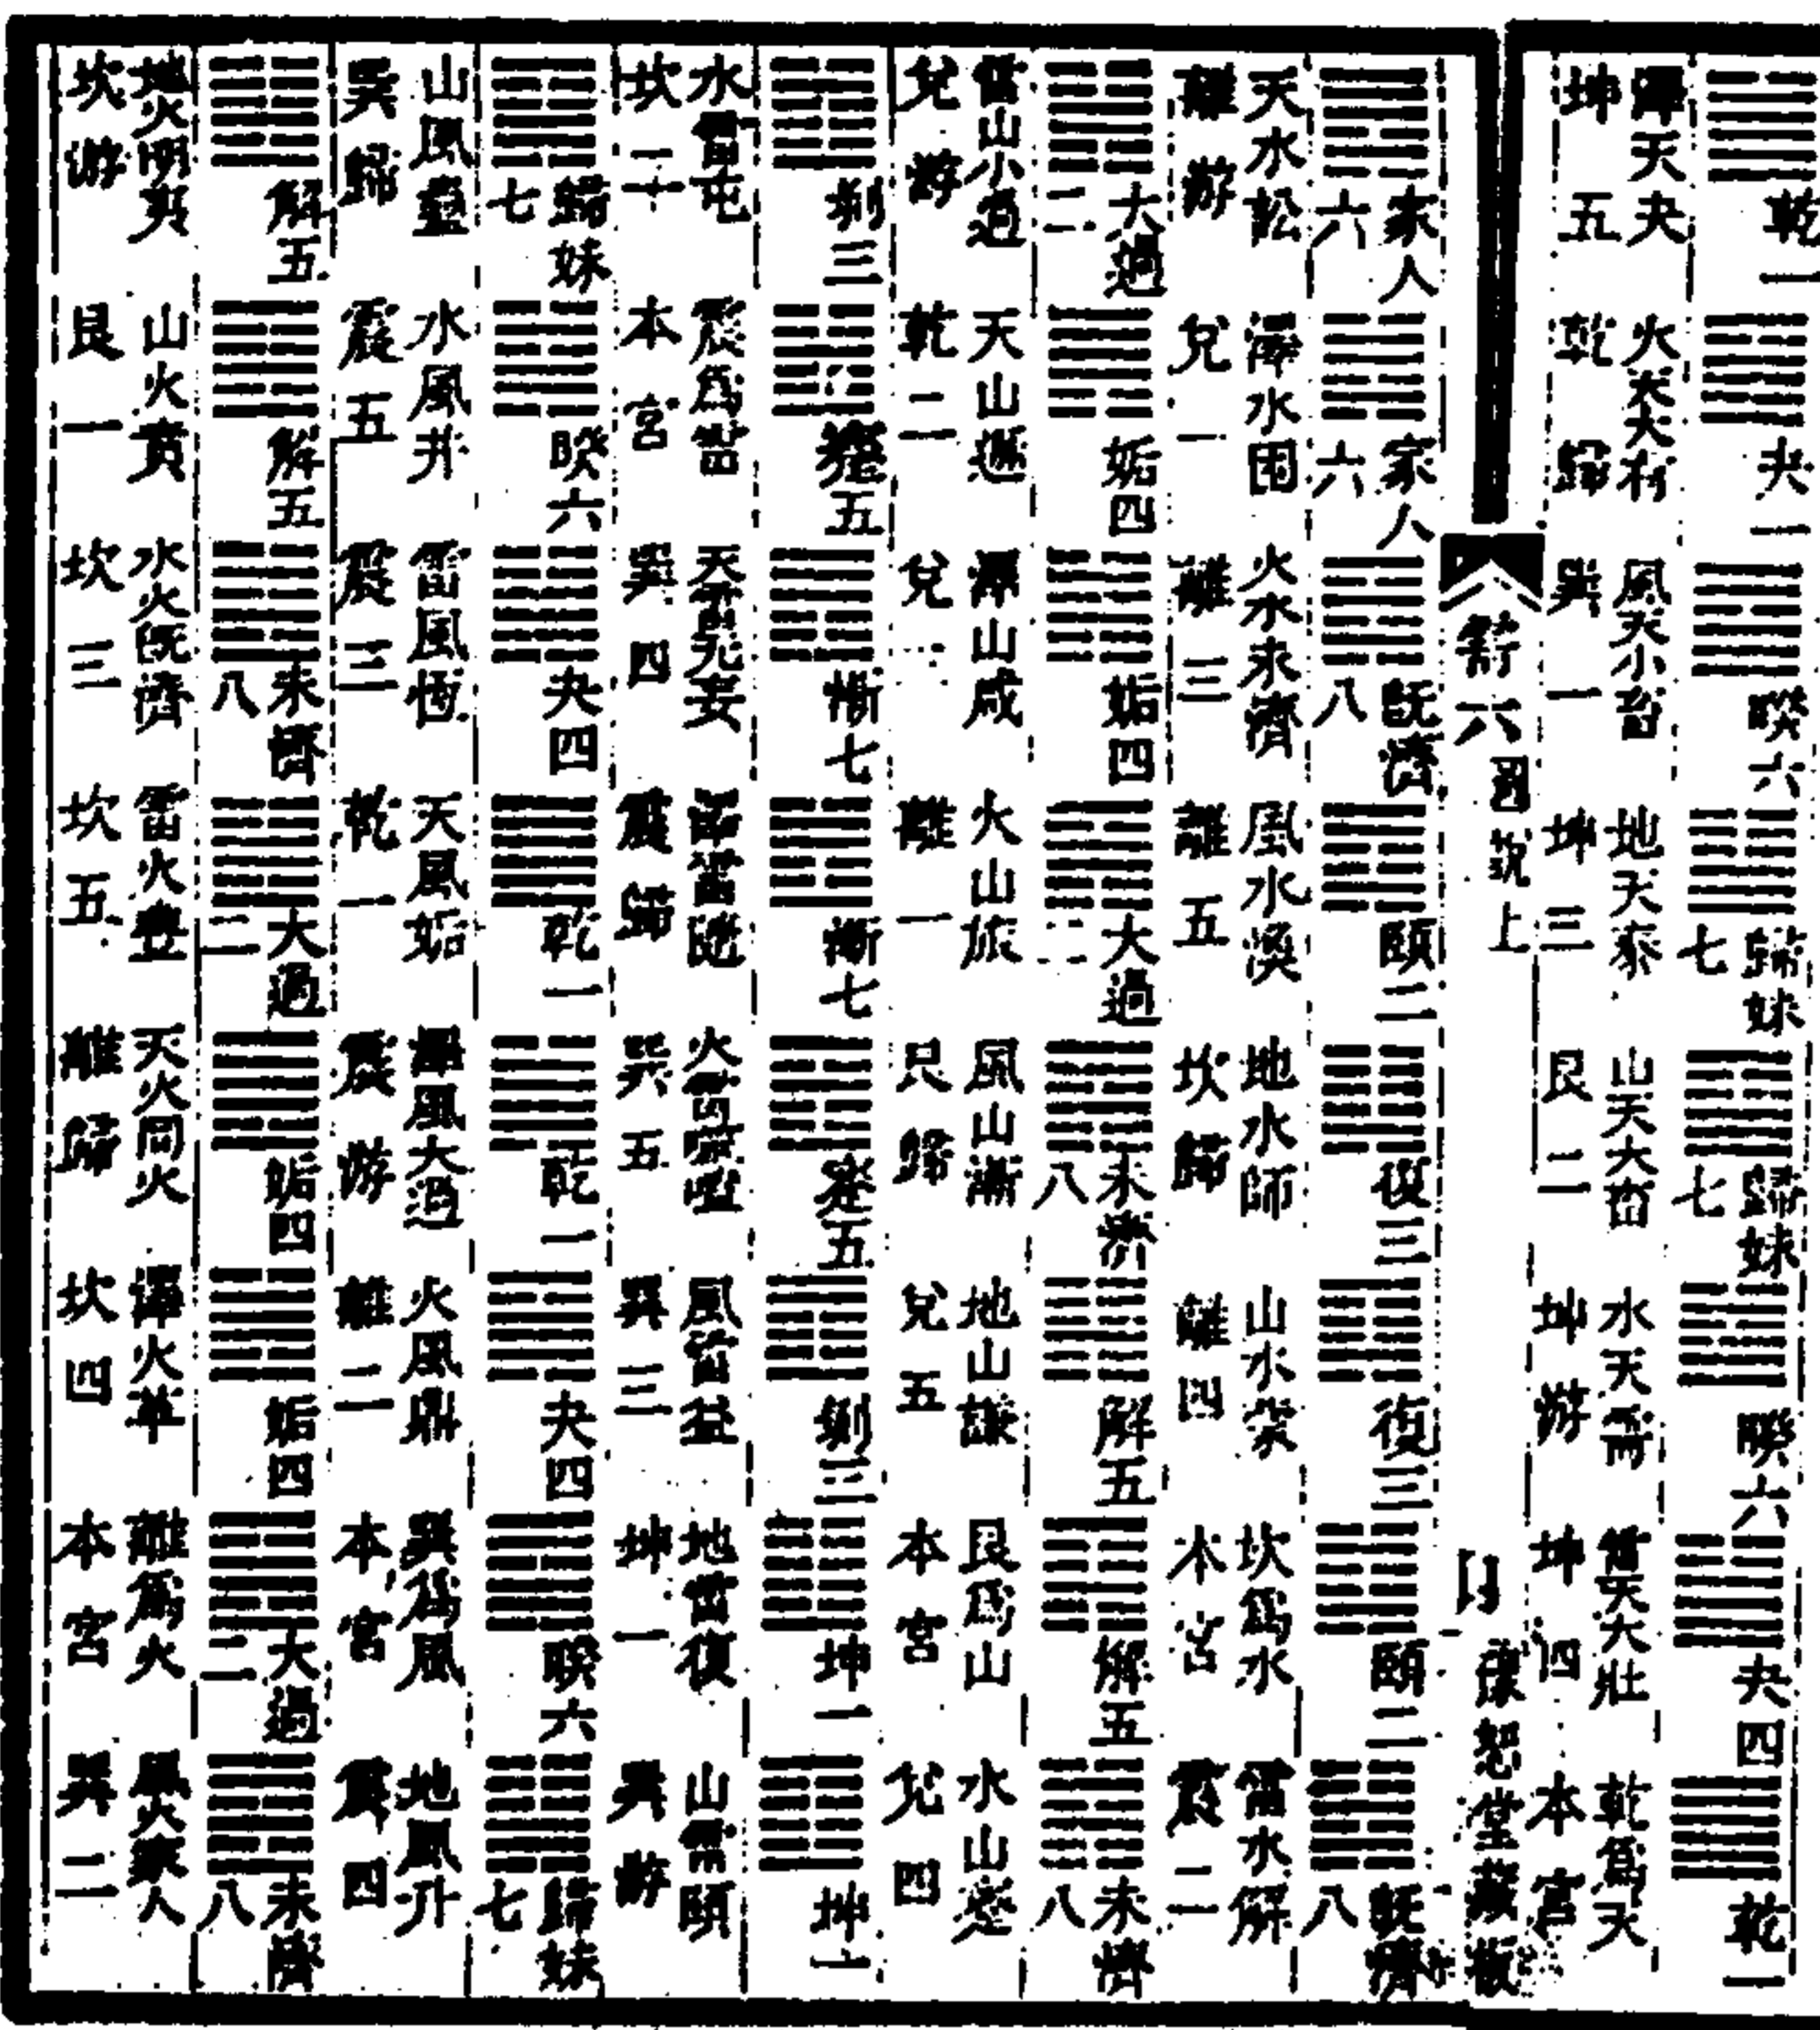 乾一 夬一 睽六 歸妹七 歸妹七 睽六 夬四 乾一
澤天夬 火天大有 風天小畜 地天泰 山天大畜 水天需 雷天大壯 乾爲天
坤五 乾歸 巽一 坤三 艮二 坤游 坤四 本宮
圖說上
懷恕堂藏板
家人六 家人六 既濟八 頤二 復三 復三 頤二 既濟八
天水訟 澤水困 火水未濟 風水渙 地水師 山水蒙 坎爲水 雷水解
離游 兌一 離三 離五 坎歸 離四 本宮 震二
大過二 姤四 姤四 大過二 未濟八 解五 解五 未濟八
雷山小過 天山遯 澤山咸 火山旅 風山漸 地山謙 艮爲山 水山蹇
兌游 乾二 兌三 離一 艮歸 兌五 本宮 兌四
剝三 蹇五 漸七 漸七 蹇五 剝三 坤一 坤一
水雷屯 震爲雷 天雷无妄 澤雷隨 火雷噬嗑 風雷益 地雷復 山雷頤
坎二 本宮 巽四 震歸 巽五 巽三 坤一 巽游
歸妹七 睽六 夬四 乾一 乾一 夬四 睽六 歸妹七
山風蠱 水風井 雷風恆 天風姤 澤風大過 火風鼎 巽爲風 地風升
巽歸 震五 震三 乾一 震游 離二 本宮 震四
解五 解五 未濟八 大過二 姤四 姤四 大過二 未濟八
地火明夷 山火賁 水火既濟 雷火豐 天火同火 澤火革 離爲火 風火家人
坎游 艮一 坎三 坎五 離歸 坎四 本宮 巽二